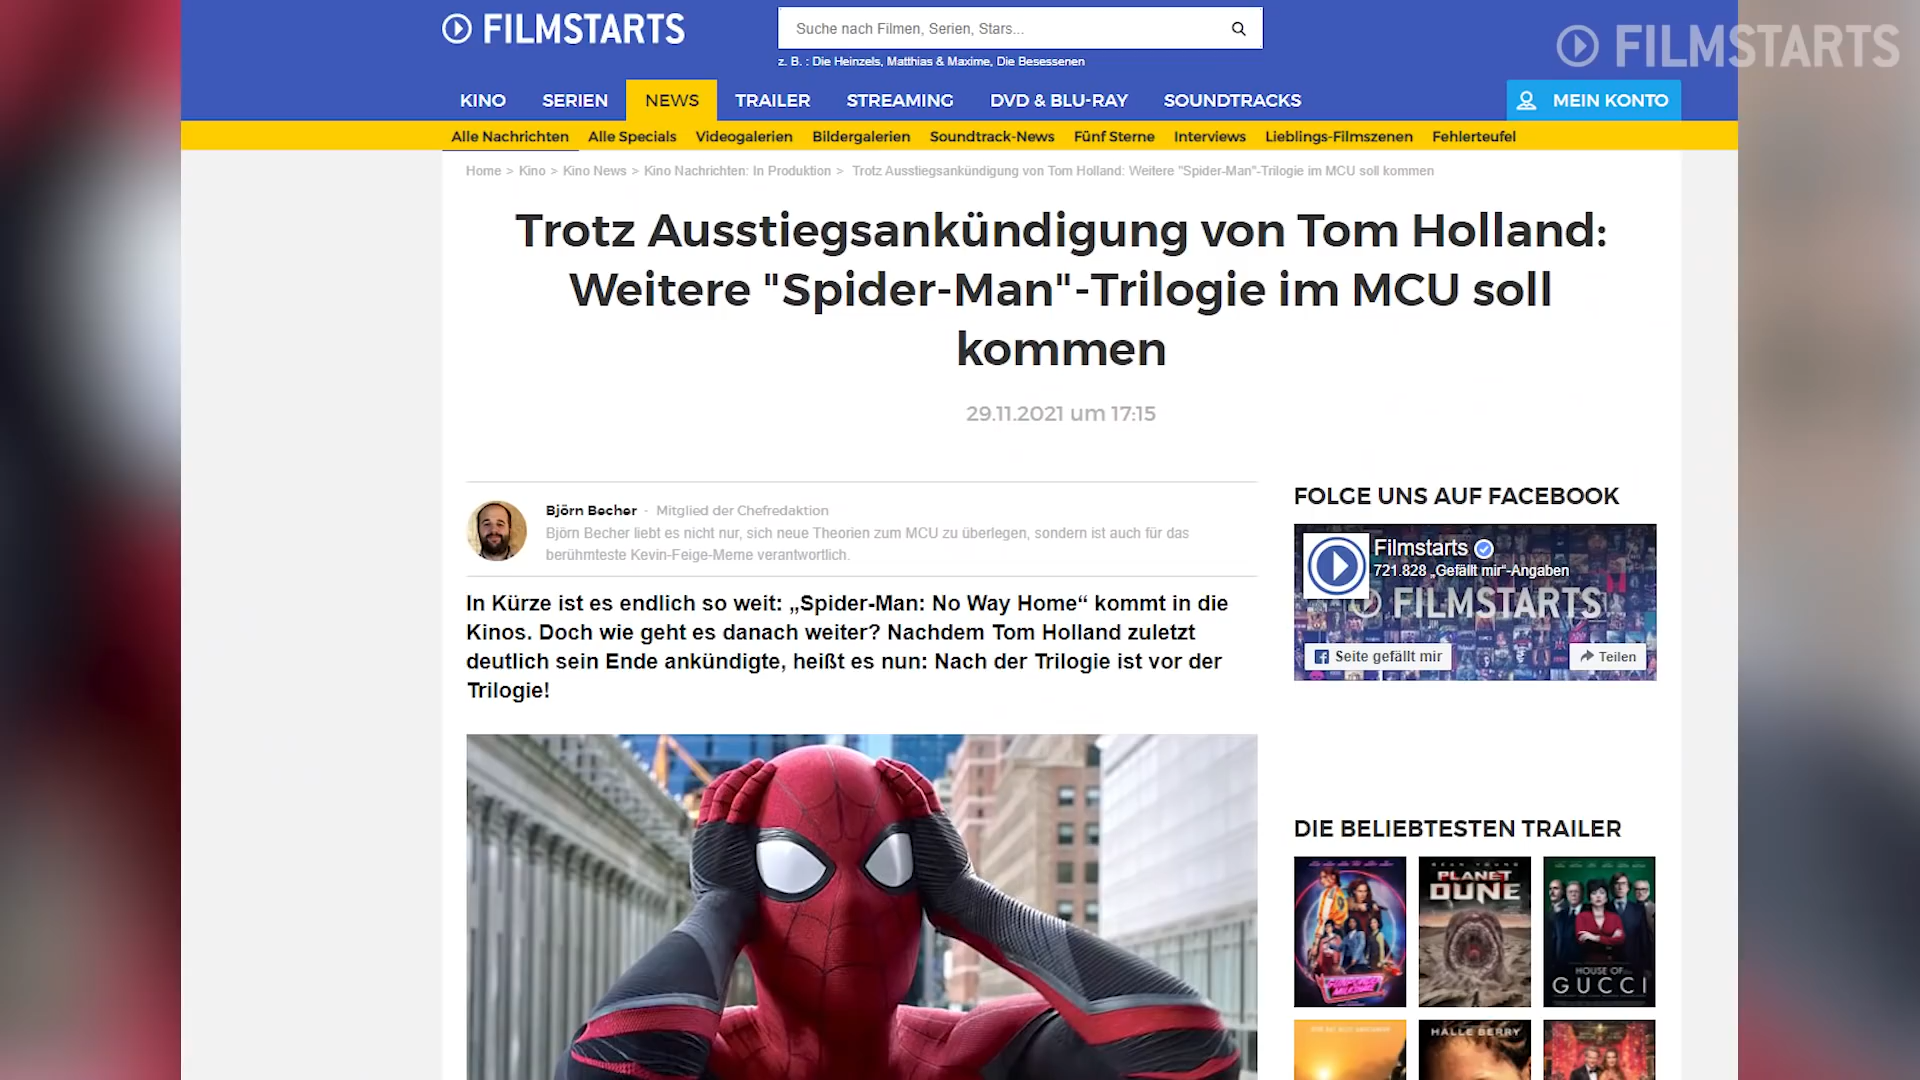 FILMSTARTS
Suche nach Filmen, Serien, Stars...
FILMSTARTS
z. B. : Die Heinzels, Matthias & Maxime, Die Besessenen
KINO SERIEN NEWS TRAILER STREAMING DVD & BLU-RAY SOUNDTRACKS MEIN KONTO
Alle Nachrichten Alle Specials Videogalerien Bildergalerien Soundtrack-News Fünf Sterne Interviews Lieblings-Filmszenen Fehlerteufel
Home > Kino > Kino News > Kino Nachrichten: In Produktion > Trotz Ausstiegsankündigung von Tom Holland: Weitere "Spider-Man"-Trilogie im MCU soll kommen
Trotz Ausstiegsankündigung von Tom Holland:
Weitere "Spider-Man"-Trilogie im MCU soll
kommen
29.11.2021 um 17:15
Björn Becher - Mitglied der Chefredaktion
Björn Becher liebt es nicht nur, sich neue Theorien zum MCU zu überlegen, sondern ist auch für das
berühmteste Kevin-Feige-Meme verantwortlich.
In Kürze ist es endlich so weit: „Spider-Man: No Way Home“ kommt in die
Kinos. Doch wie geht es danach weiter? Nachdem Tom Holland zuletzt
deutlich sein Ende ankündigte, heißt es nun: Nach der Trilogie ist vor der
Trilogie!
FOLGE UNS AUF FACEBOOK
Filmstarts
721.828 „Gefällt mir“-Angaben
FILMSTARTS
Seite gefällt mir
Teilen
DIE BELIEBTESTEN TRAILER
SEAN YOUNG
PLANET
DUNE
HOUSE OF
GUCCI
HALLE BERRY